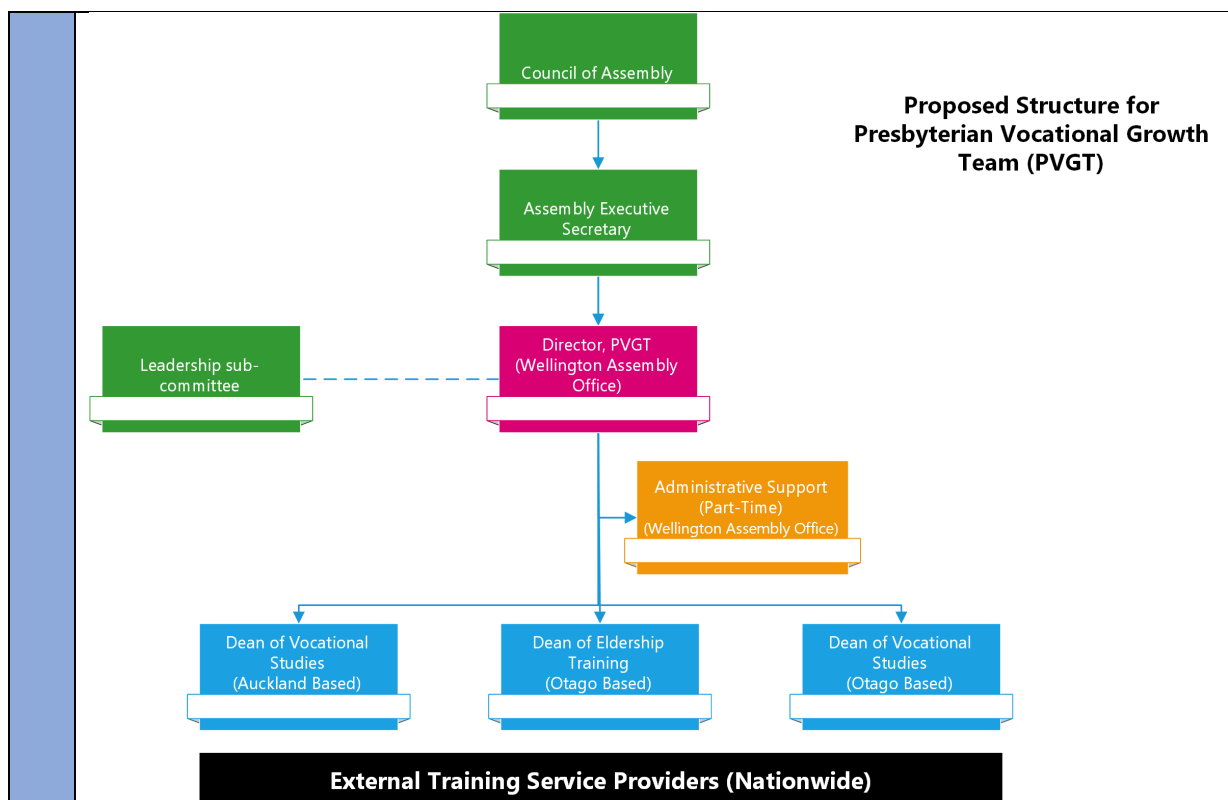 Council of Assembly
Proposed Structure for
Presbyterian Vocational Growth
Team (PVGT)
Assembly Executive
Secretary
Leadership sub-
committee
Director, PVGT
(Wellington Assembly
Office)
Administrative Support
(Part-Time)
(Wellington Assembly Office)
Dean of Vocational
Studies
(Auckland Based)
Dean of Eldership
Training
(Otago Based)
Dean of Vocational
Studies
(Otago Based)
External Training Service Providers (Nationwide)